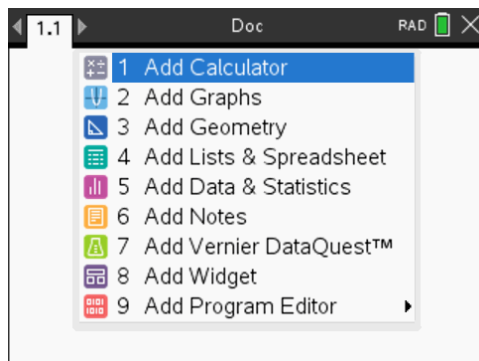 1.1 Doc RAD
1 Add Calculator
2 Add Graphs
3 Add Geometry
4 Add Lists & Spreadsheet
5 Add Data & Statistics
6 Add Notes
7 Add Vernier DataQuest™
8 Add Widget
9 Add Program Editor